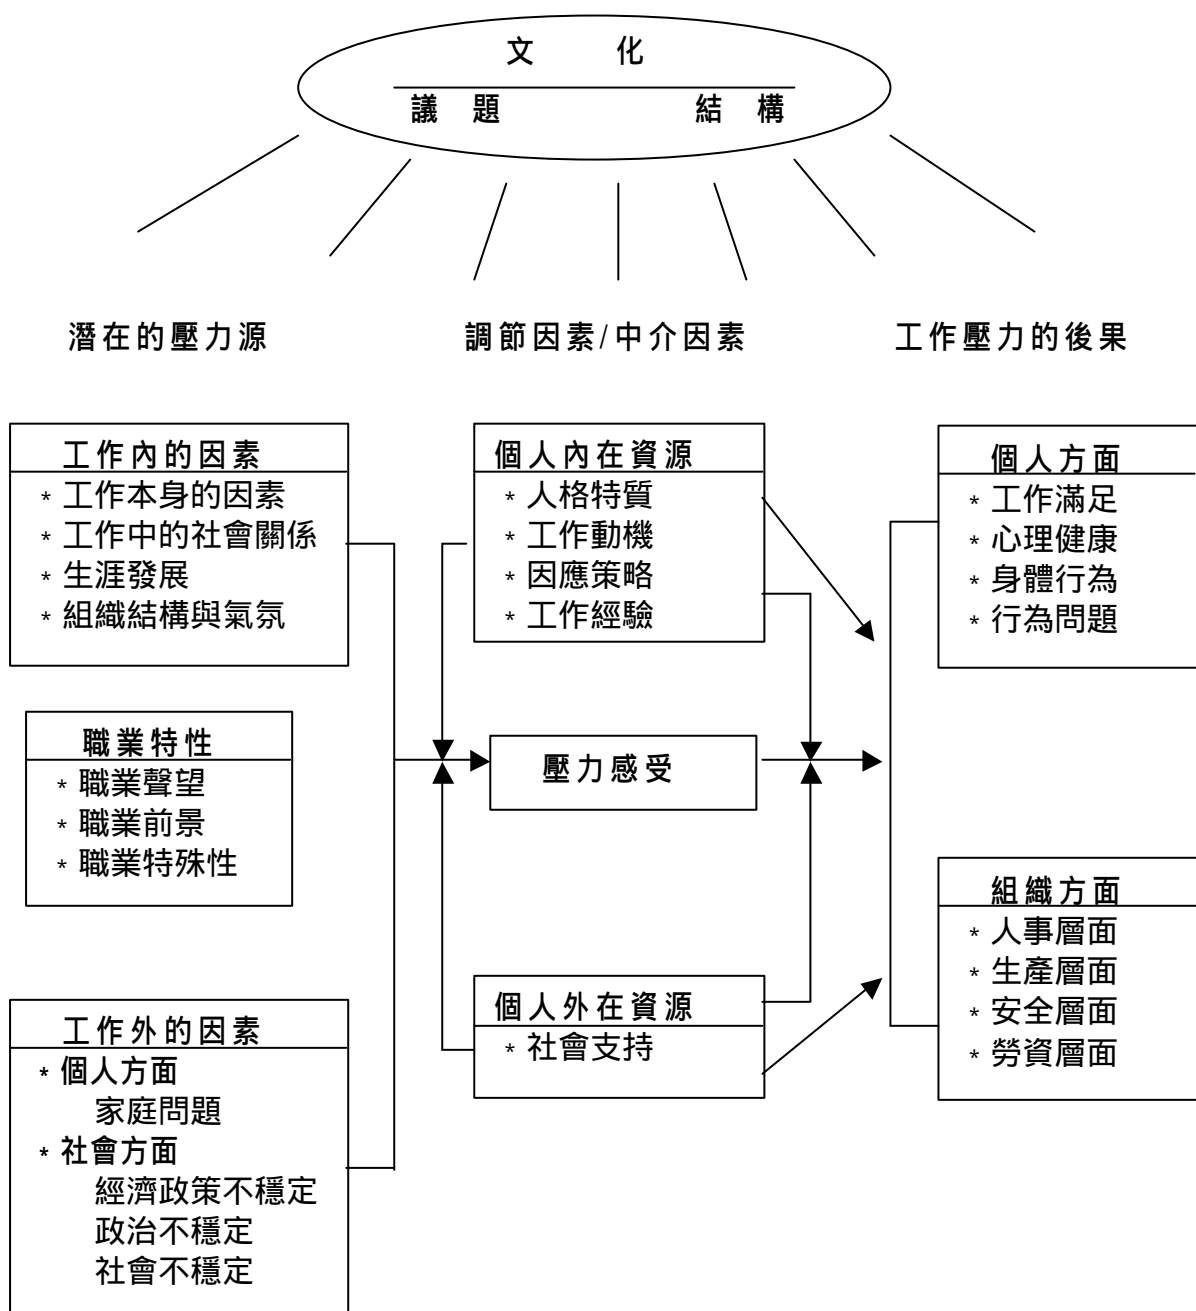 文 化
議 題 結 構
潛在的壓力源 調節因素/中介因素 工作壓力的後果
工作內的因素
* 工作本身的因素
* 工作中的社會關係
* 生涯發展
* 組織結構與氣氛
職業特性
* 職業聲望
* 職業前景
* 職業特殊性
工作外的因素
* 個人方面
家庭問題
* 社會方面
經濟政策不穩定
政治不穩定
社會不穩定
個人內在資源
* 人格特質
* 工作動機
* 因應策略
* 工作經驗
壓力感受
個人外在資源
* 社會支持
個人方面
* 工作滿足
* 心理健康
* 身體行為
* 行為問題
組織方面
* 人事層面
* 生產層面
* 安全層面
* 勞資層面